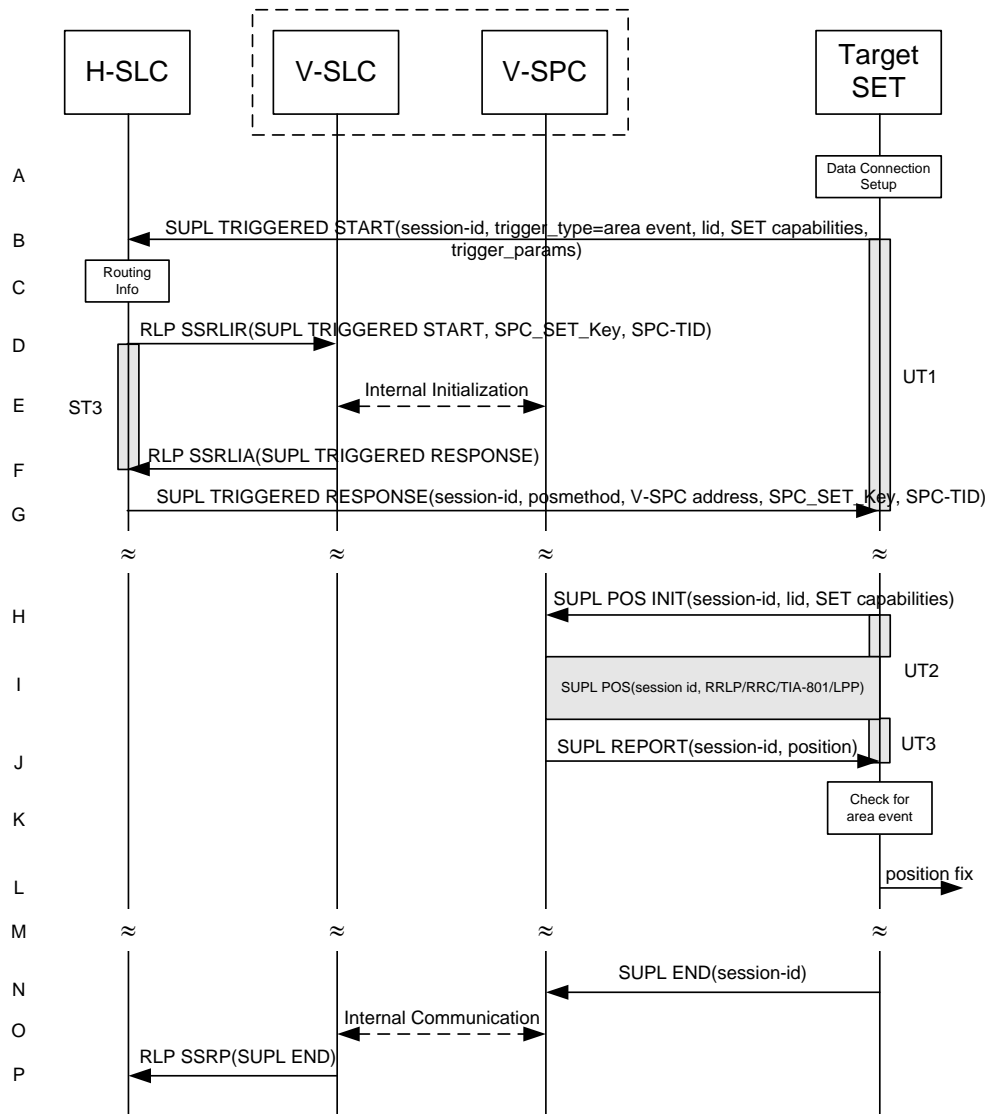 H-SLC
V-SLC
V-SPC
Target
SET
A
Data Connection
Setup
B
SUPL TRIGGERED START(session-id, trigger_type=area event, lid, SET capabilities,
trigger_params)
C
Routing
Info
D
RLP SSRLIR(SUPL TRIGGERED START, SPC_SET_Key, SPC-TID)
UT1
E
Internal Initialization
ST3
F
RLP SSRLIA(SUPL TRIGGERED RESPONSE)
G
SUPL TRIGGERED RESPONSE(session-id, posmethod, V-SPC address, SPC_SET_Key, SPC-TID)
≈ ≈ ≈ ≈
H
SUPL POS INIT(session-id, lid, SET capabilities)
UT2
I
SUPL POS(session id, RRLP/RRC/TIA-801/LPP)
J
SUPL REPORT(session-id, position)
UT3
K
Check for
area event
L
position fix
M
≈ ≈ ≈ ≈
N
SUPL END(session-id)
O
Internal Communication
P
RLP SSRP(SUPL END)